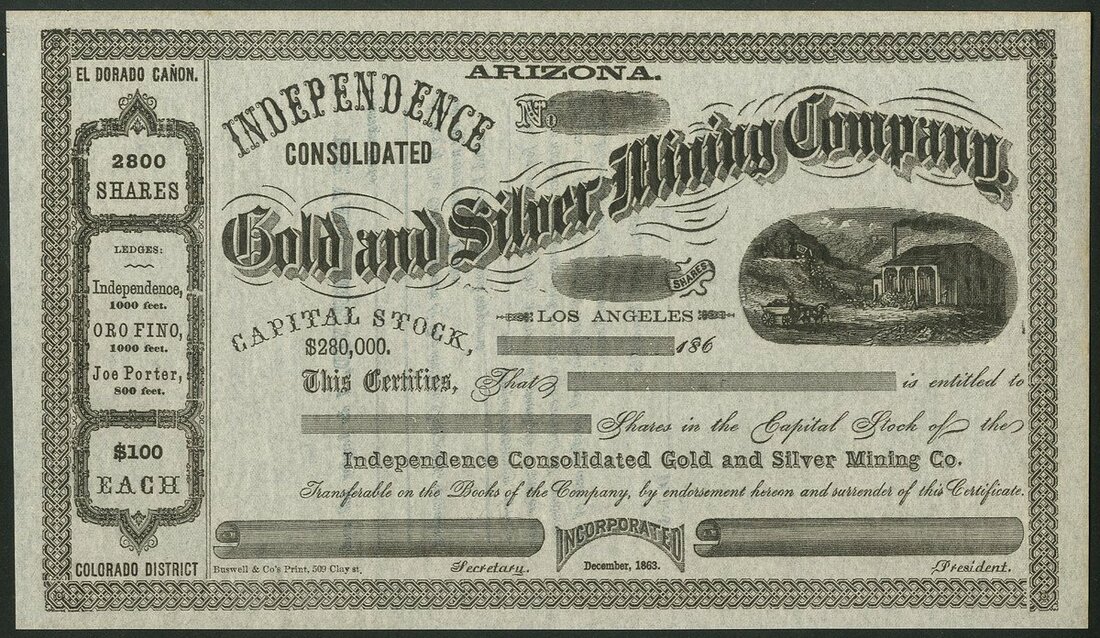 EL DORADO CAÑON.
2800
SHARES
LEDGES:
Independence,
1000 feet.
ORO FINO,
1000 feet.
Joe Porter,
800 feet.
$100
EACH
COLORADO DISTRICT
ARIZONA.
INDEPENDENCE
CONSOLIDATED
No
Gold and Silver Mining Company.
SHARES
LOS ANGELES
CAPITAL STOCK,
$280,000.
186
This Certifies, That is entitled to
Shares in the Capital Stock of the
Independence Consolidated Gold and Silver Mining Co.
Transferable on the Books of the Company, by endorsement hereon and surrender of this Certificate.
INCORPORATED
December, 1863.
Buswell & Co's Print, 509 Clay st,
Secretary.
President.